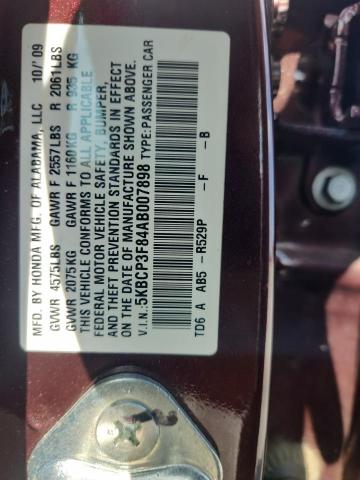 MFD. BY HONDA MFG. OF ALABAMA, LLC 10/'09
GVWR 4575LBS GAWR F 2557LBS R 2061LBS
GVWR 2075KG GAWR F 1160KG R 935 KG
THIS VEHICLE CONFORMS TO ALL APPLICABLE
FEDERAL MOTOR VEHICLE SAFETY, BUMPER,
AND THEFT PREVENTION STANDARDS IN EFFECT
ON THE DATE OF MANUFACTURE SHOWN ABOVE.
V.I.N.:5KBCP3F84AB007898 TYPE:PASSENGER CAR
TD6 A AB5 -R529P -F -B